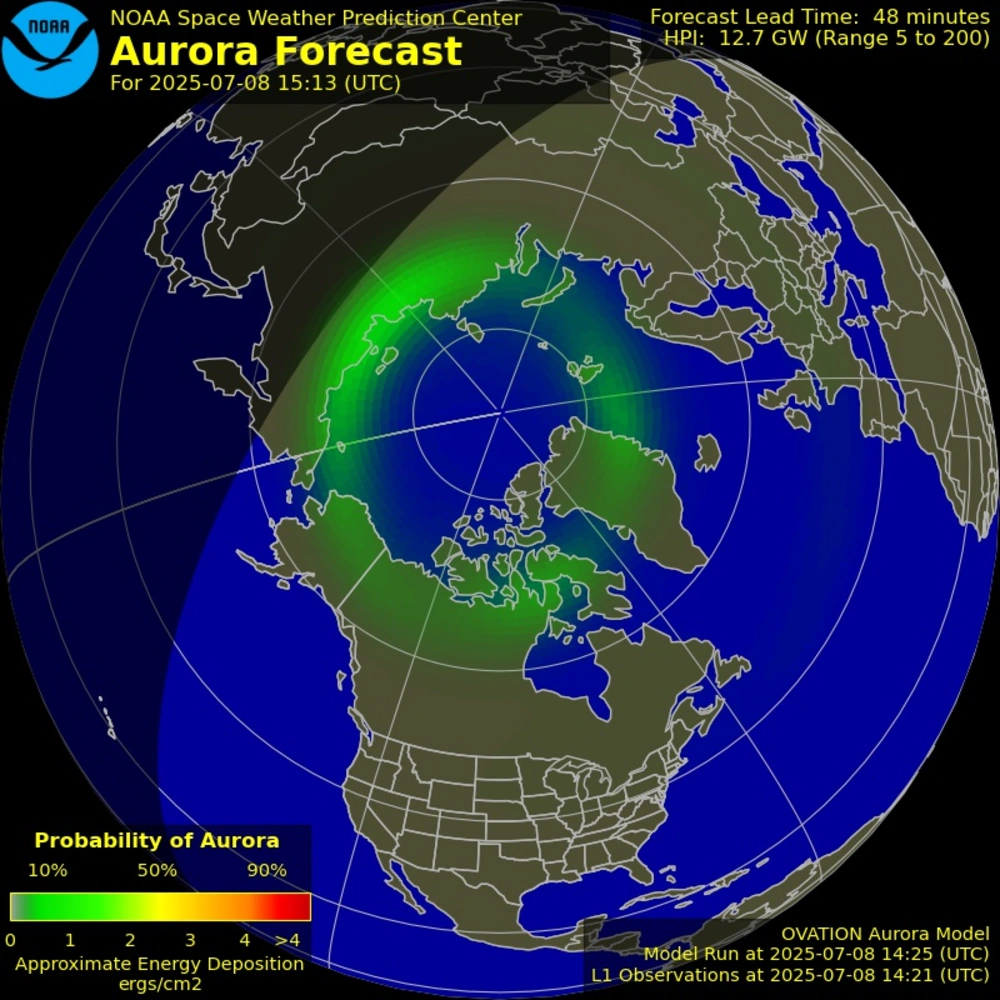 NOAA
NOAA Space Weather Prediction Center
Aurora Forecast
For 2025-07-08 15:13 (UTC)
Forecast Lead Time: 48 minutes
HPI: 12.7 GW (Range 5 to 200)
Probability of Aurora
10% 50% 90%
0 1 2 3 4 >4
Approximate Energy Deposition
ergs/cm2
OVATION Aurora Model
Model Run at 2025-07-08 14:25 (UTC)
L1 Observations at 2025-07-08 14:21 (UTC)